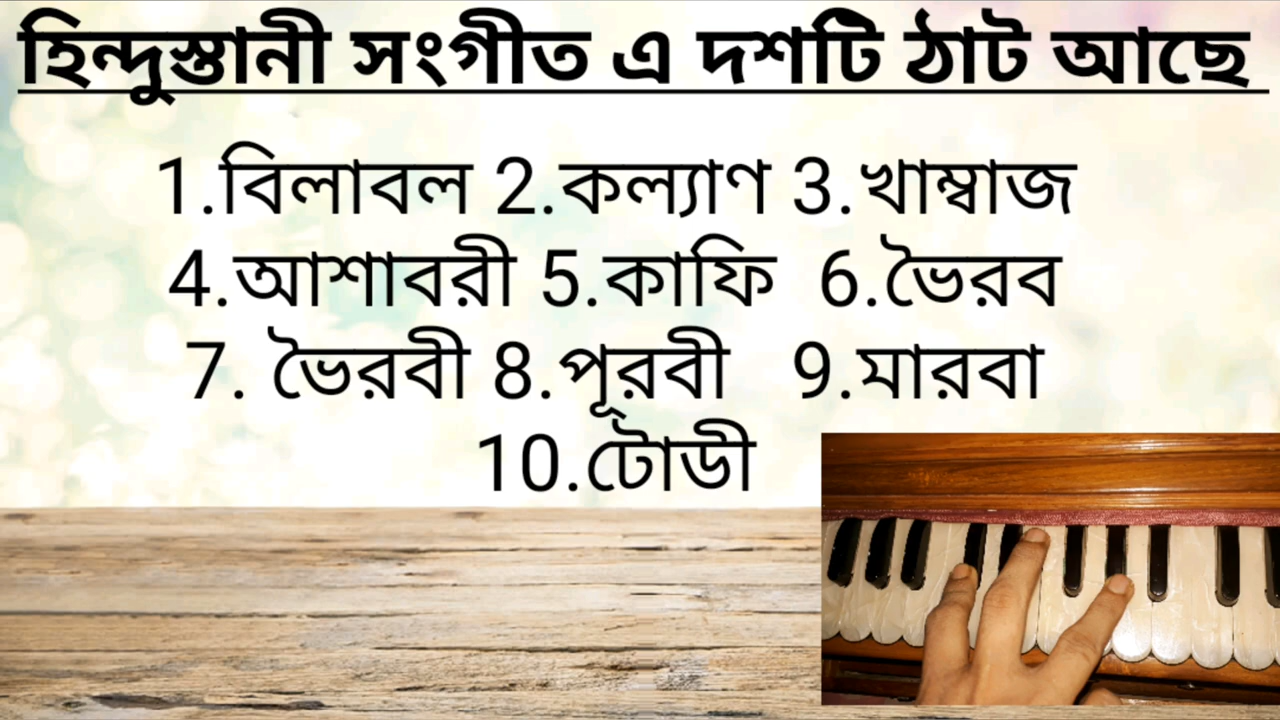 হিন্দুস্তানী সংগীত এ দশটি ঠাট আছে
1.বিলাবল 2.কল্যাণ 3.খাম্বাজ
4.আশাবরী 5.কাফি 6.ভৈরব
7. ভৈরবী 8.পূরবী 9.মারবা
10.টোডী